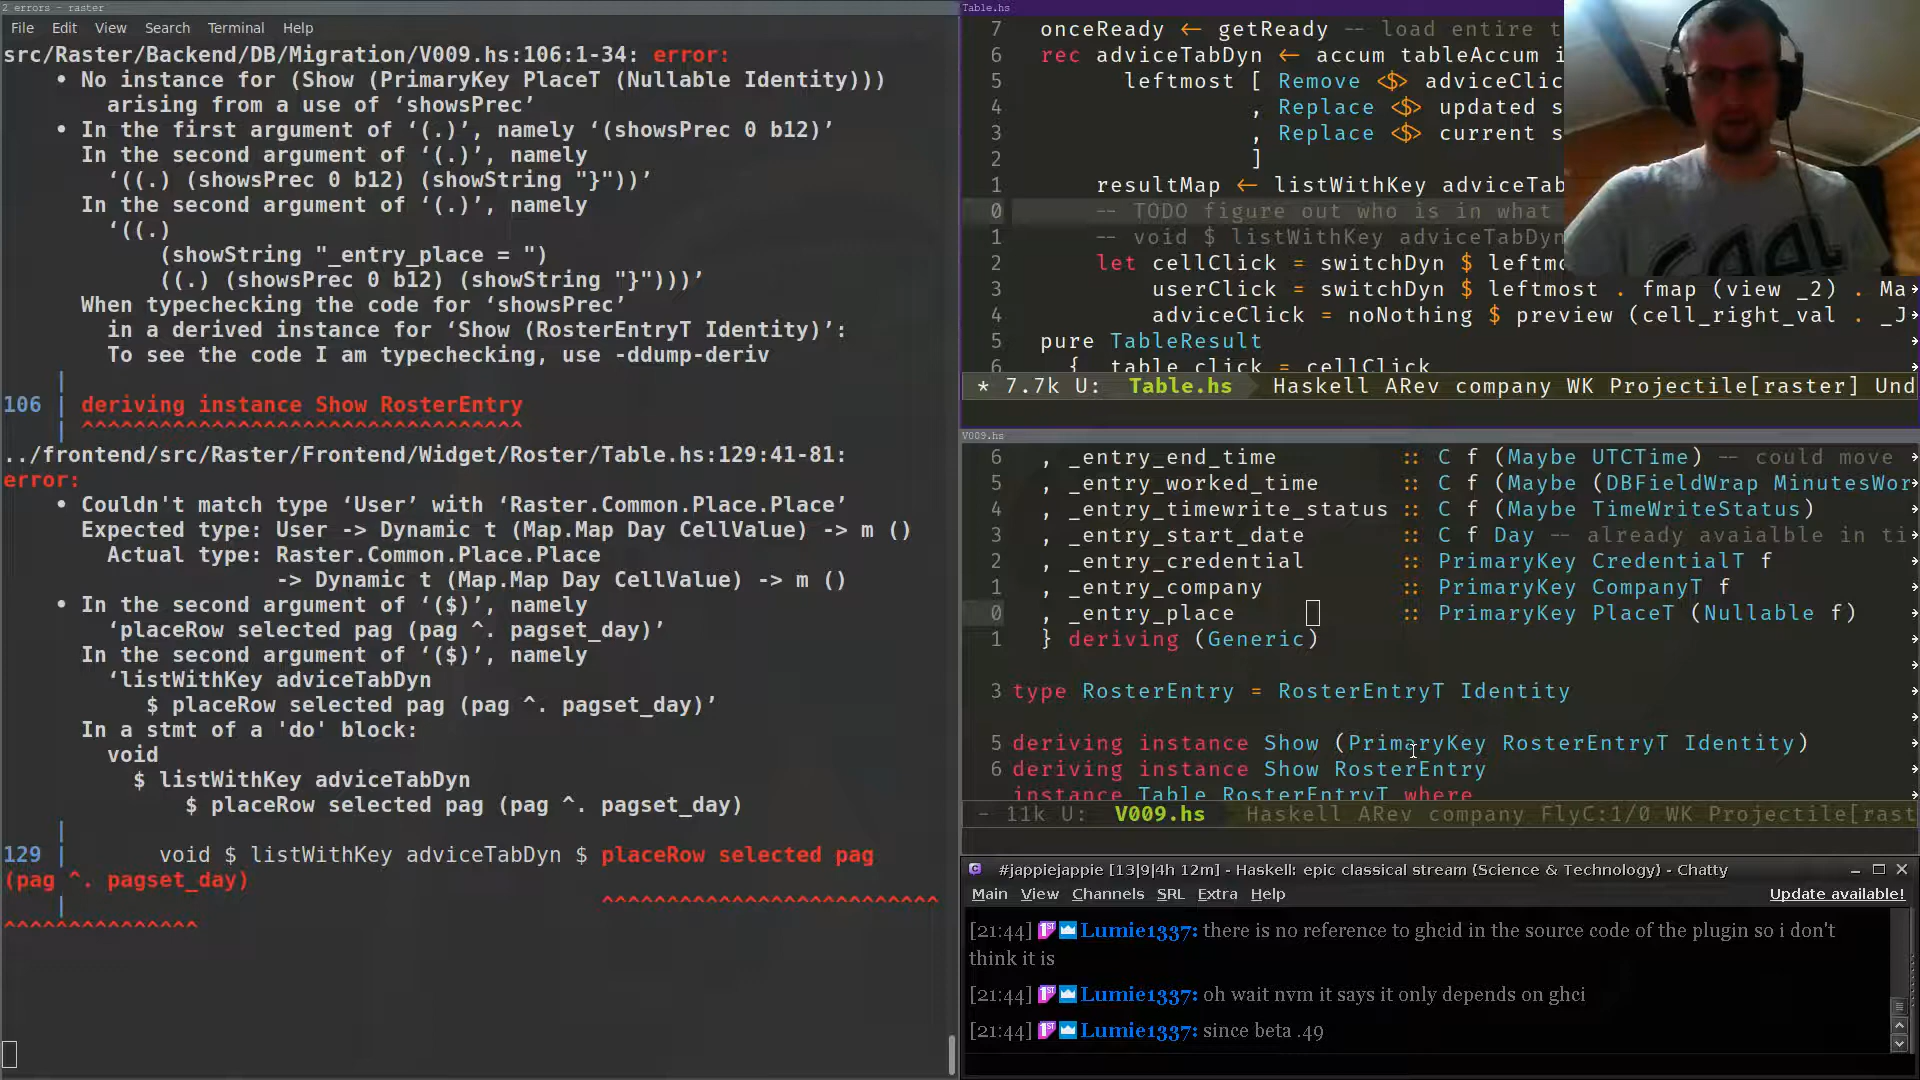 2 errors - raster
File Edit View Search Terminal Help
src/Raster/Backend/DB/Migration/V009.hs:106:1-34: error:
• No instance for (Show (PrimaryKey PlaceT (Nullable Identity)))
arising from a use of ‘showsPrec’
• In the first argument of ‘(.)’, namely ‘(showsPrec 0 b12)’
In the second argument of ‘(.)’, namely
‘((.) (showsPrec 0 b12) (showString "}"))’
In the second argument of ‘(.)’, namely
‘((.)
(showString "_entry_place = ")
((.) (showsPrec 0 b12) (showString "}")))’
When typechecking the code for ‘showsPrec’
in a derived instance for ‘Show (RosterEntryT Identity)’:
To see the code I am typechecking, use -ddump-deriv
|
106 | deriving instance Show RosterEntry
| ^^^^^^^^^^^^^^^^^^^^^^^^^^^^^^^^^^
../frontend/src/Raster/Frontend/Widget/Roster/Table.hs:129:41-81:
error:
• Couldn't match type ‘User’ with ‘Raster.Common.Place.Place’
Expected type: User -> Dynamic t (Map.Map Day CellValue) -> m ()
Actual type: Raster.Common.Place.Place
-> Dynamic t (Map.Map Day CellValue) -> m ()
• In the second argument of ‘($)’, namely
‘placeRow selected pag (pag ^. pagset_day)’
In the second argument of ‘($)’, namely
‘listWithKey adviceTabDyn
$ placeRow selected pag (pag ^. pagset_day)’
In a stmt of a 'do' block:
void
$ listWithKey adviceTabDyn
$ placeRow selected pag (pag ^. pagset_day)
|
129 | void $ listWithKey adviceTabDyn $ placeRow selected pag
(pag ^. pagset_day)
| ^^^^^^^^^^^^^^^^^^^^^^^^^^
^^^^^^^^^^^^^^^
Table.hs
7 onceReady ← getReady -- load entire t
6 rec adviceTabDyn ← accum tableAccum i
5 leftmost [ Remove <$> adviceClic
4 , Replace <$> updated s
3 , Replace <$> current s
2 ]
1 resultMap ← listWithKey adviceTab
0 -- TODO figure out who is in what
1 -- void $ listWithKey adviceTabDyn
2 let cellClick = switchDyn $ leftmo
3 userClick = switchDyn $ leftmost . fmap (view _2) . Ma
4 adviceClick = noNothing $ preview (cell_right_val . _J
5 pure TableResult
6 { table_click = cellClick
* 7.7k U: Table.hs Haskell ARev company WK Projectile[raster] Und
V009.hs
6 , _entry_end_time :: C f (Maybe UTCTime) -- could move
5 , _entry_worked_time :: C f (Maybe (DBFieldWrap MinutesWor
4 , _entry_timewrite_status :: C f (Maybe TimeWriteStatus)
3 , _entry_start_date :: C f Day -- already avaialble in ti
2 , _entry_credential :: PrimaryKey CredentialT f
1 , _entry_company :: PrimaryKey CompanyT f
0 , _entry_place :: PrimaryKey PlaceT (Nullable f)
1 } deriving (Generic)
3 type RosterEntry = RosterEntryT Identity
5 deriving instance Show (PrimaryKey RosterEntryT Identity)
6 deriving instance Show RosterEntry
instance Table RosterEntryT where
- 11k U: V009.hs Haskell ARev company FlyC:1/0 WK Projectile[rast
#jappiejappie [13|9|4h 12m] - Haskell: epic classical stream (Science & Technology) - Chatty
Main View Channels SRL Extra Help Update available!
[21:44] Lumie1337: there is no reference to ghcid in the source code of the plugin so i don't
think it is
[21:44] Lumie1337: oh wait nvm it says it only depends on ghci
[21:44] Lumie1337: since beta .49